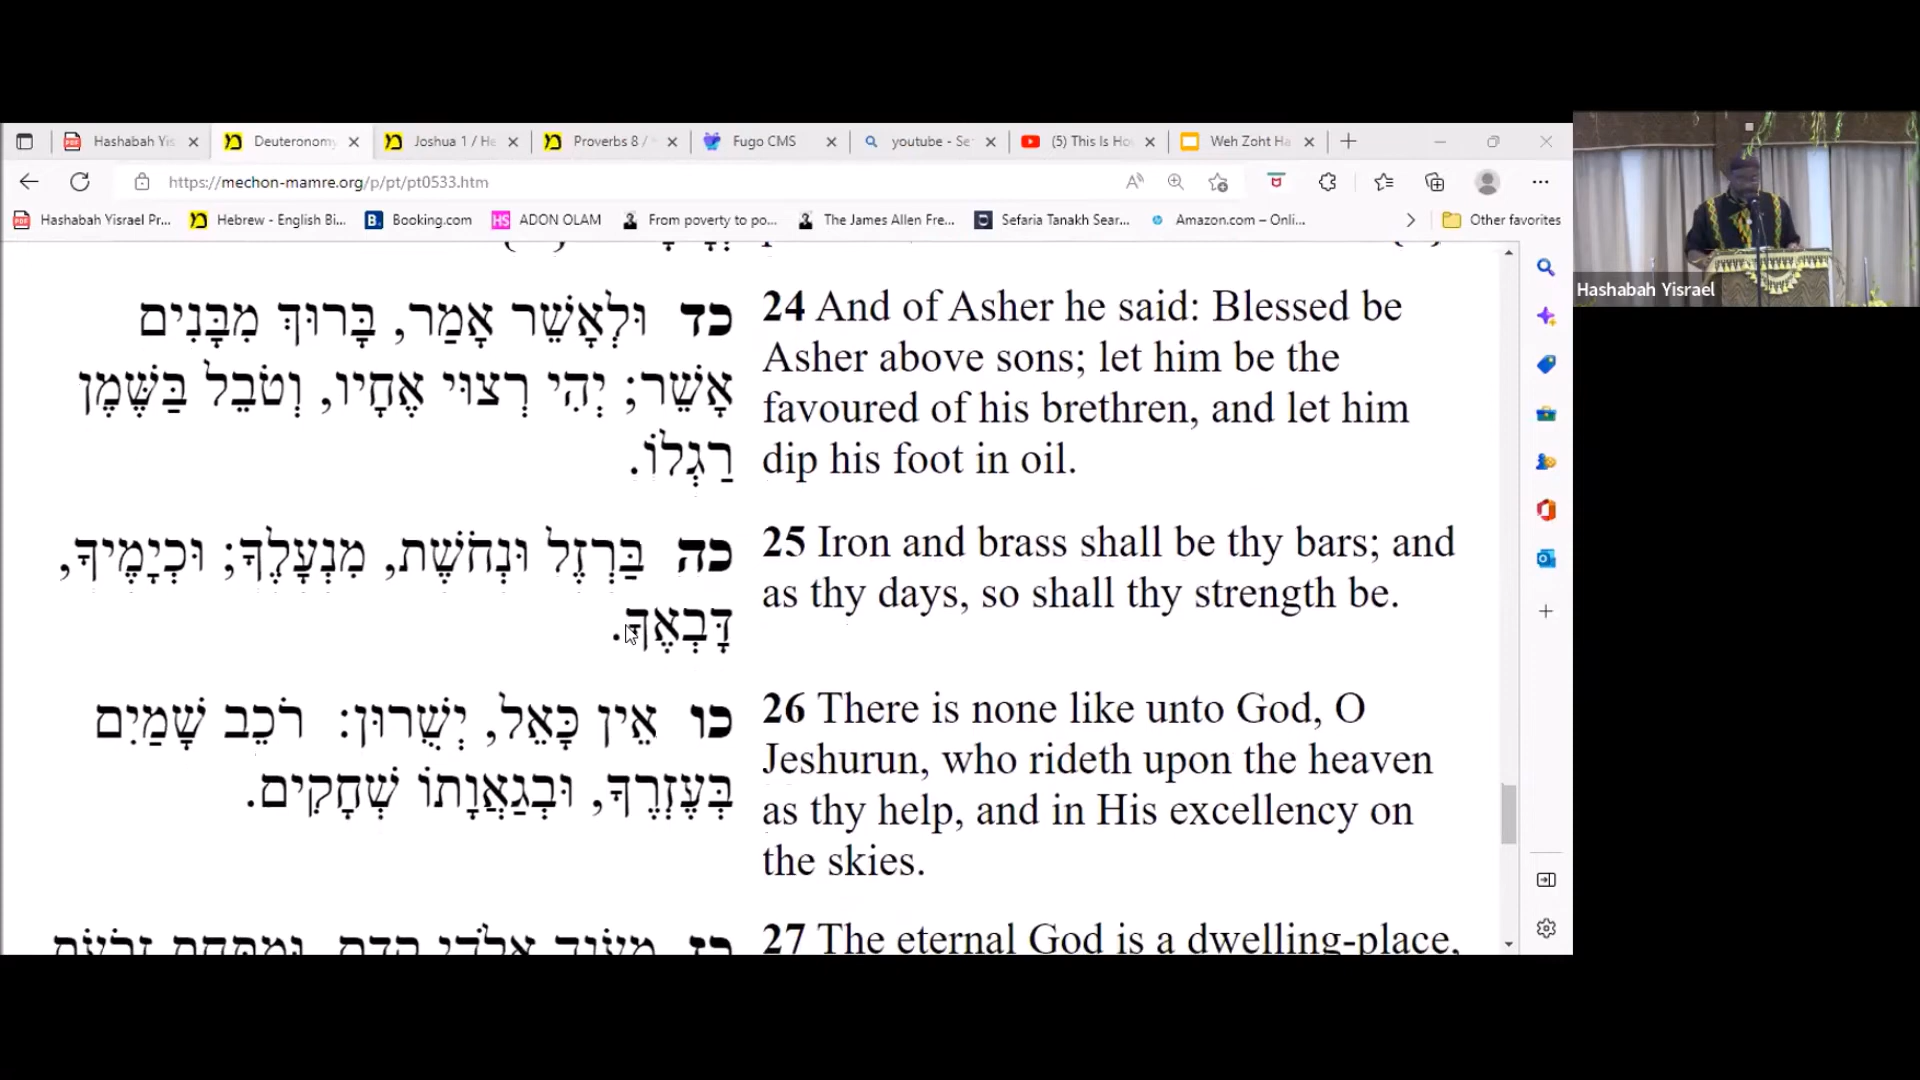 Hashabah Yis
Deuteronomy
Joshua 1 / He
Proverbs 8 /
Fugo CMS
youtube - Se
(5) This Is Ho
Weh Zoht Ha
https://mechon-mamre.org/p/pt/pt0533.htm
Hashabah Yisrael Pr...
Hebrew - English Bi...
Booking.com
ADON OLAM
From poverty to po...
The James Allen Fre...
Sefaria Tanakh Sear...
Amazon.com – Onli...
Other favorites
כד וּלְאָשֵׁר אָמַר, בָּרוּךְ מִבָּנִים
אָשֵׁר; יְהִי רְצוּי אֶחָיו, וְטֹבֵל בַּשֶּׁמֶן
רַגְלוֹ.
24 And of Asher he said: Blessed be
Asher above sons; let him be the
favoured of his brethren, and let him
dip his foot in oil.
כה בַּרְזֶל וּנְחֹשֶׁת, מִנְעָלֶךָ; וּכְיָמֶיךָ,
דָּבְאֶךָ.
25 Iron and brass shall be thy bars; and
as thy days, so shall thy strength be.
כו אֵין כָּאֵל, יְשֻׁרוּן: רֹכֵב שָׁמַיִם
בְּעֶזְרֶךָ, וּבְגַאֲוָתוֹ שְׁחָקִים.
26 There is none like unto God, O
Jeshurun, who rideth upon the heaven
as thy help, and in His excellency on
the skies.
27 The eternal God is a dwelling-place,
Hashabah Yisrael